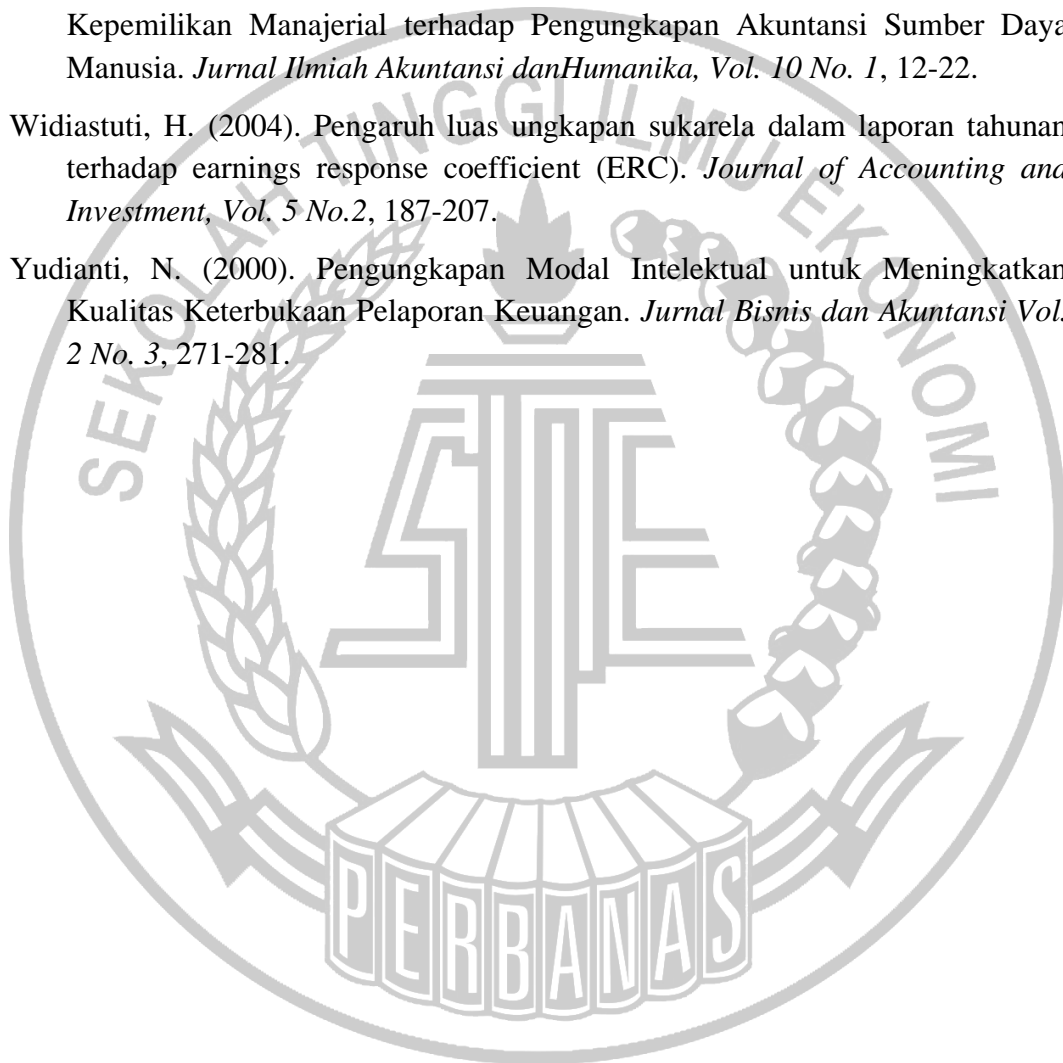 Kepemilikan Manajerial terhadap Pengungkapan Akuntansi Sumber Daya
Manusia. Jurnal Ilmiah Akuntansi danHumanika, Vol. 10 No. 1, 12-22.
Widiastuti, H. (2004). Pengaruh luas ungkapan sukarela dalam laporan tahunan
terhadap earnings response coefficient (ERC). Journal of Accounting and
Investment, Vol. 5 No.2, 187-207.
Yudianti, N. (2000). Pengungkapan Modal Intelektual untuk Meningkatkan
Kualitas Keterbukaan Pelaporan Keuangan. Jurnal Bisnis dan Akuntansi Vol.
2 No. 3, 271-281.
SEKOLAH TINGGI ILMU EKONOMI
STIE
PERBANAS